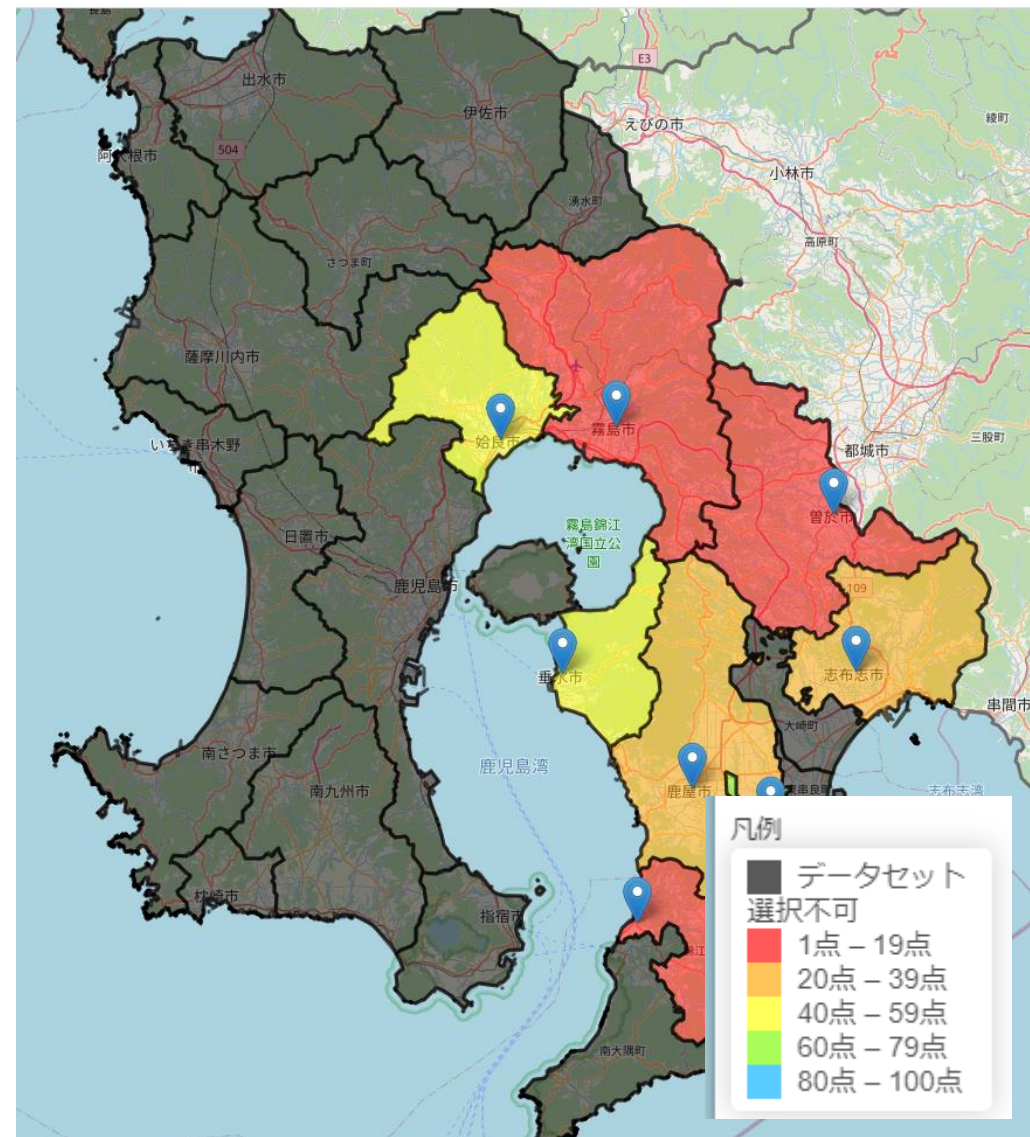 長島
出水市
E3
伊佐市
えびの市
綾町
504
小林市
湧水町
高原町
さつま町
薩摩川内市
霧島市
三股町
姶良市
都城市
いちき串木野
市
曽於市
霧島錦江
湾国立公
園
日置市
鹿児島市
109
垂水市
志布志市
串間市
大崎町
南さつま市
鹿児島湾
南九州市
鹿屋市
志布志湾
枕崎市
指宿市
南大隅町
凡例
データセット
選択不可
1点 – 19点
20点 – 39点
40点 – 59点
60点 – 79点
80点 – 100点